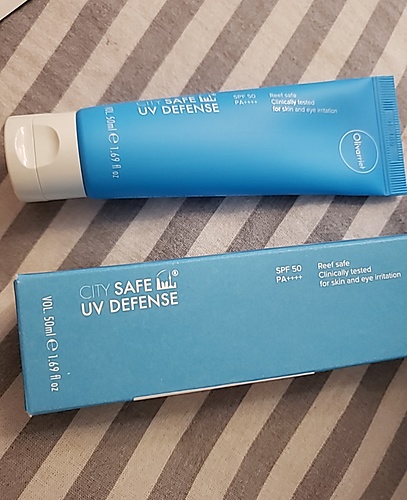 CITY SAFE
UV DEFENSE
SPF 50
PA++++
Reef safe
Clinically tested
for skin and eye irritation
VOL. 50ml e 1.69 fl oz
Olivarrier
CITY SAFE ®
UV DEFENSE
SPF 50
PA++++
Reef safe
Clinically tested
for skin and eye irritation
VOL. 50ml e 1.69 fl oz